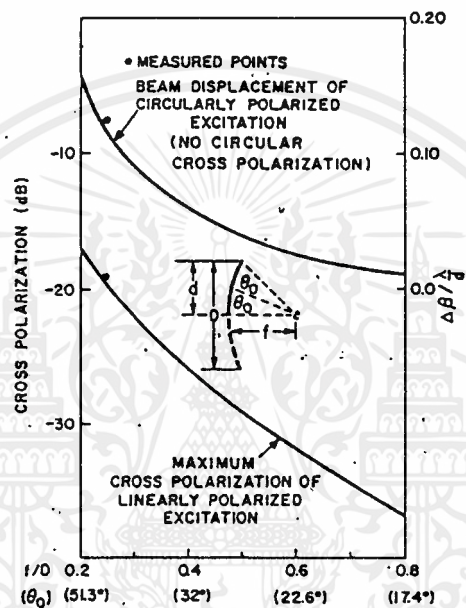 0.20
• MEASURED POINTS
BEAM DISPLACEMENT OF
CIRCULARLY POLARIZED
EXCITATION
(NO CIRCULAR
CROSS POLARIZATION)
-10
0.10
CROSS POLARIZATION (dB)
d
D
θ₀
θ₀
f
-20
0.0
Δβ/λ/d
-30
MAXIMUM
CROSS POLARIZATION OF
LINEARLY POLARIZED
EXCITATION
f/D 0.2 0.4 0.6 0.8
(θ₀) (51.3°) (32°) (22.6°) (17.4°)